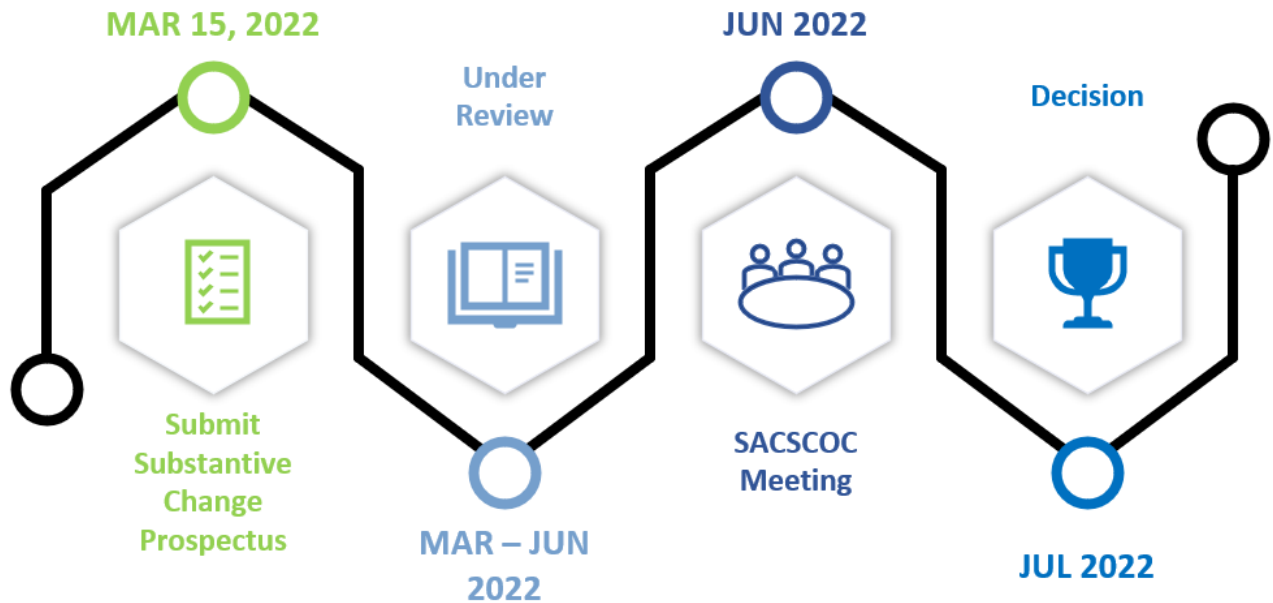 MAR 15, 2022
Submit
Substantive
Change
Prospectus
Under
Review
MAR – JUN
2022
JUN 2022
SACSCOC
Meeting
Decision
JUL 2022